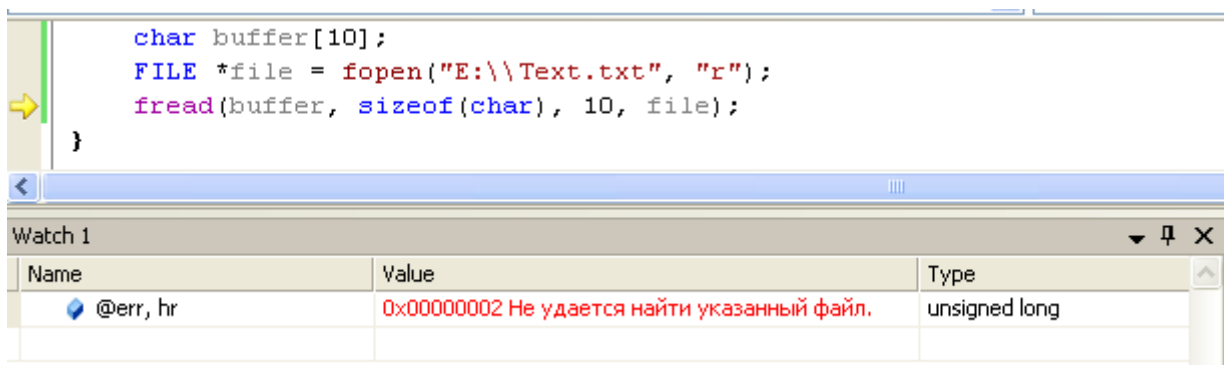 char buffer[10];
FILE *file = fopen("E:\\Text.txt", "r");
fread(buffer, sizeof(char), 10, file);
}
Watch 1
Name Value Type
@err, hr 0x00000002 Не удается найти указанный файл. unsigned long